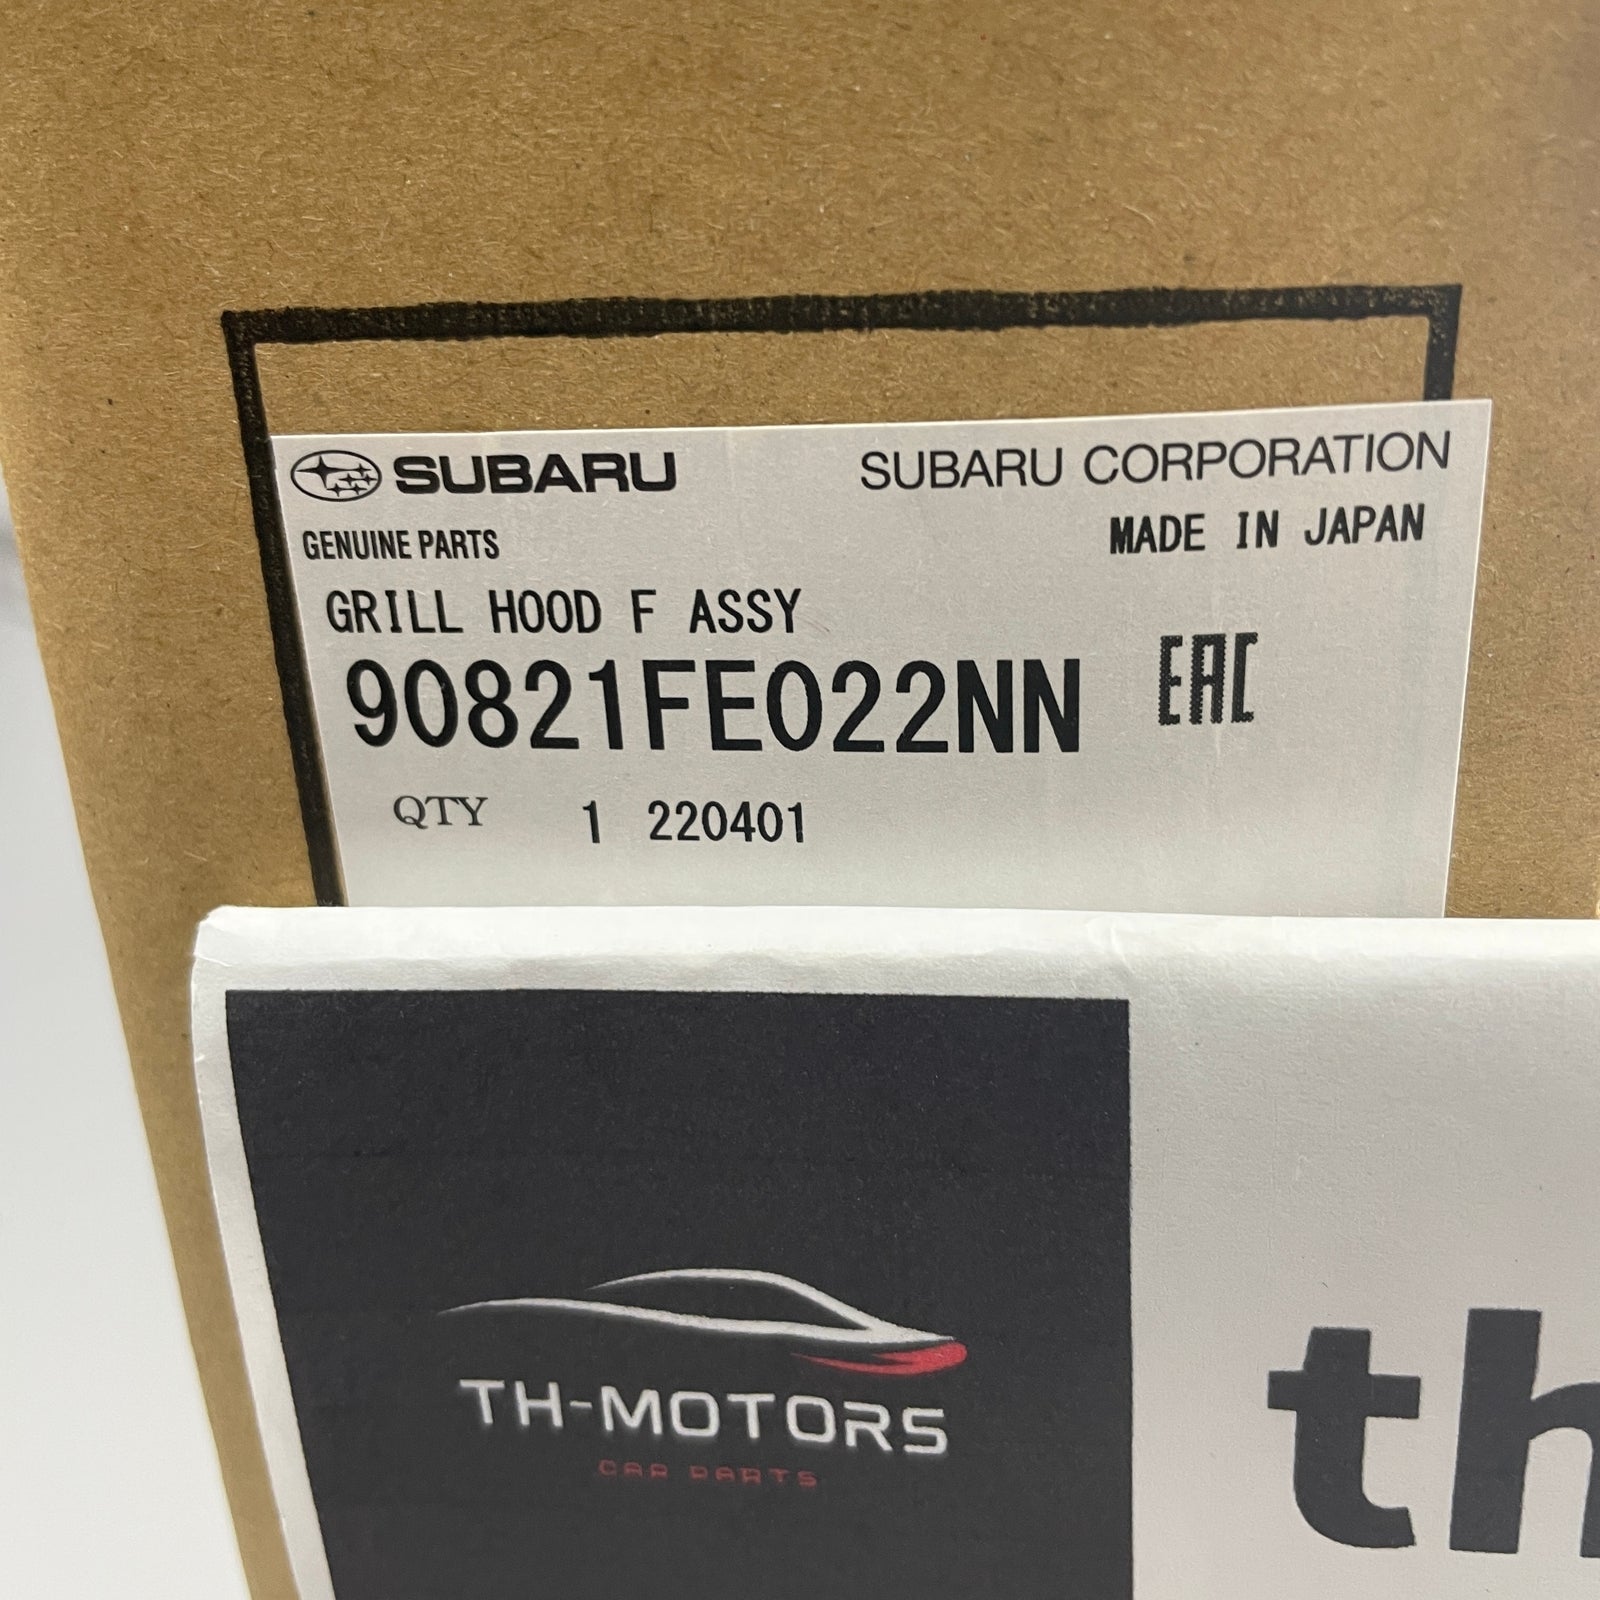 SUBARU SUBARU CORPORATION
GENUINE PARTS MADE IN JAPAN
GRILL HOOD F ASSY
90821FE022NN EAC
QTY 1 220401
TH-MOTORS
CAR PARTS
th